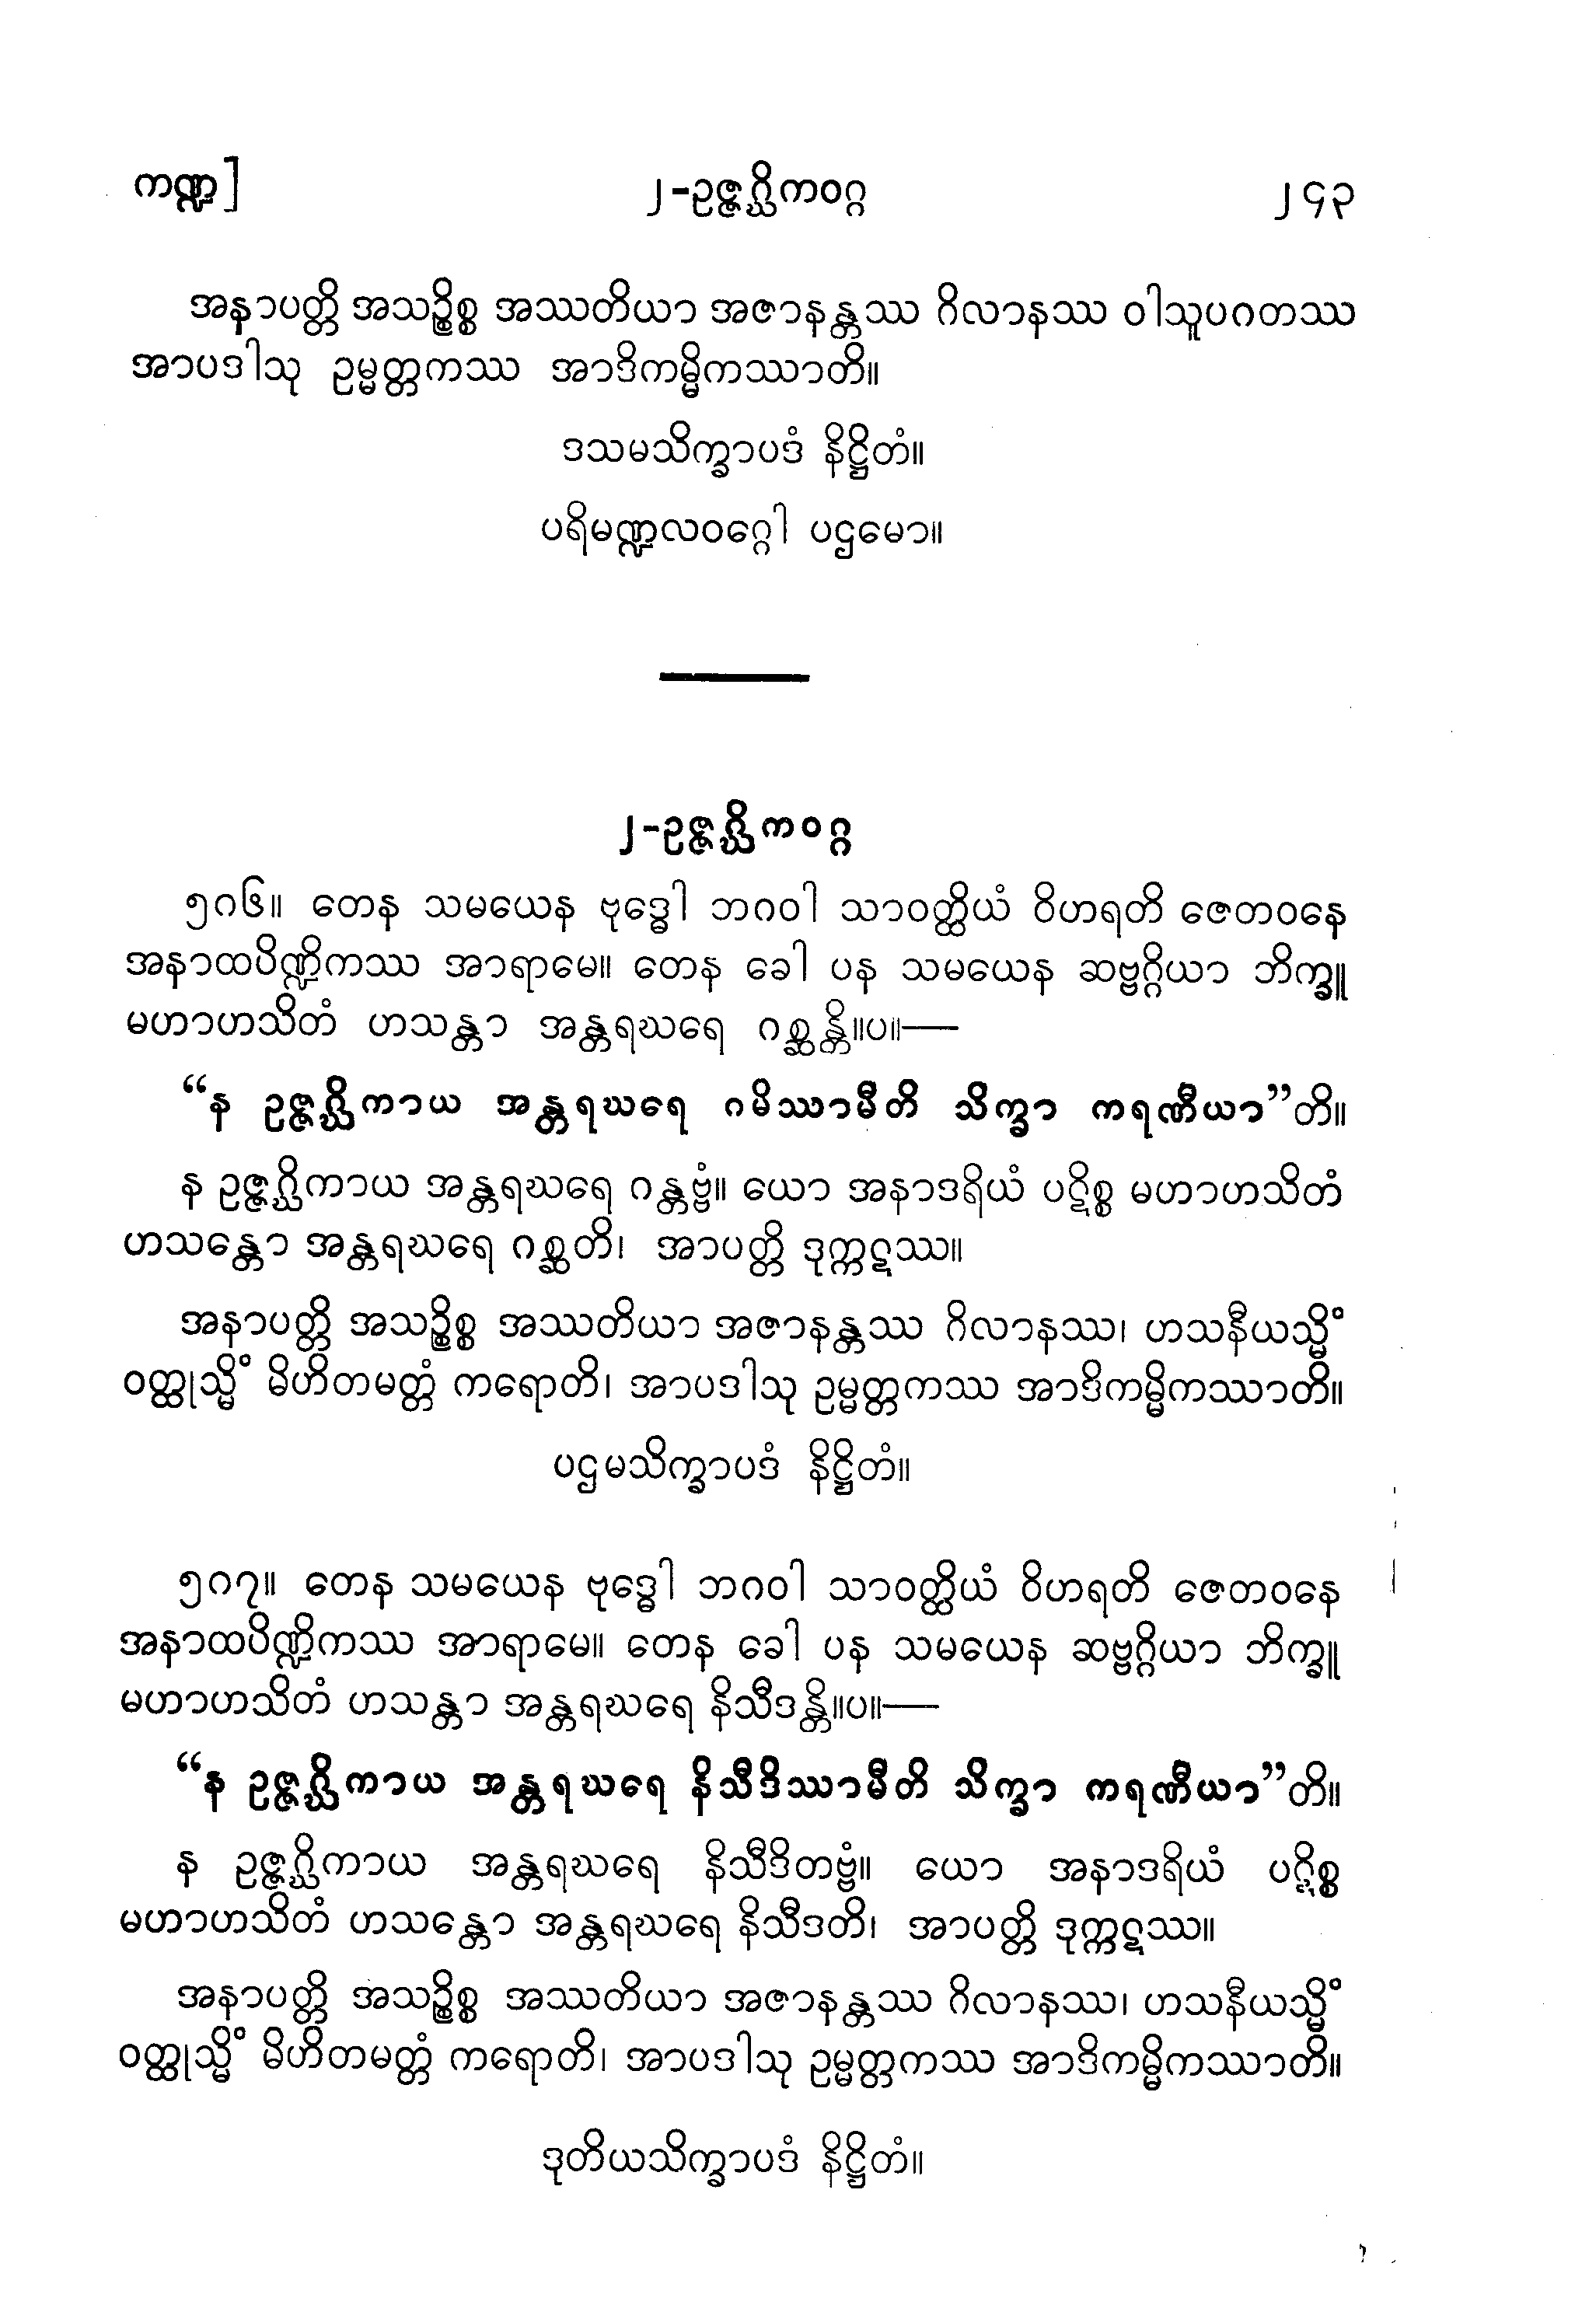 ကဏ္ဍ]
၂-ဥဇ္ဇဂ္ဃိကဝဂ္ဂ
၂၄၃
အနာပတ္တိ အသဉ္စိစ္စ အဿတိယာ အဇာနန္တဿ ဂိလာနဿ ဝါသူပဂတဿ
အာပဒါသု ဥမ္မတ္တကဿ အာဒိကမ္မိကဿာတိ။
ဒသမသိက္ခာပဒံ နိဋ္ဌိတံ။
ပရိမဏ္ဍလဝဂ္ဂေါ ပဌမော။
၂-ဥဇ္ဇဂ္ဃိကဝဂ္ဂ
၅၈၆။ တေန သမယေန ဗုဒ္ဓေါ ဘဂဝါ သာဝတ္ထိယံ ဝိဟရတိ ဇေတဝနေ
အနာထပိဏ္ဍိကဿ အာရာမေ။ တေန ခေါ ပန သမယေန ဆဗ္ဗဂ္ဂိယာ ဘိက္ခူ
မဟာဟသိတံ ဟသန္တာ အန္တရဃရေ ဂစ္ဆန္တိ။ပ။—
“န ဥဇ္ဇဂ္ဃိကာယ အန္တရဃရေ ဂမိဿာမီတိ သိက္ခာ ကရဏီယာ”တိ။
န ဥဇ္ဇဂ္ဃိကာယ အန္တရဃရေ ဂန္တဗ္ဗံ။ ယော အနာဒရိယံ ပဋိစ္စ မဟာဟသိတံ
ဟသန္တော အန္တရဃရေ ဂစ္ဆတိ၊ အာပတ္တိ ဒုက္ကဋဿ။
အနာပတ္တိ အသဉ္စိစ္စ အဿတိယာ အဇာနန္တဿ ဂိလာနဿ၊ ဟသနီယသ္မိံ
ဝတ္ထုသ္မိံ မိဟိတမတ္တံ ကရောတိ၊ အာပဒါသု ဥမ္မတ္တကဿ အာဒိကမ္မိကဿာတိ။
ပဌမသိက္ခာပဒံ နိဋ္ဌိတံ။
၅၈၇။ တေန သမယေန ဗုဒ္ဓေါ ဘဂဝါ သာဝတ္ထိယံ ဝိဟရတိ ဇေတဝနေ
အနာထပိဏ္ဍိကဿ အာရာမေ။ တေန ခေါ ပန သမယေန ဆဗ္ဗဂ္ဂိယာ ဘိက္ခူ
မဟာဟသိတံ ဟသန္တာ အန္တရဃရေ နိသီဒန္တိ။ပ။—
“န ဥဇ္ဇဂ္ဃိကာယ အန္တရဃရေ နိသီဒိဿာမီတိ သိက္ခာ ကရဏီယာ”တိ။
န ဥဇ္ဇဂ္ဃိကာယ အန္တရဃရေ နိသီဒိတဗ္ဗံ။ ယော အနာဒရိယံ ပဋိစ္စ
မဟာဟသိတံ ဟသန္တော အန္တရဃရေ နိသီဒတိ၊ အာပတ္တိ ဒုက္ကဋဿ။
အနာပတ္တိ အသဉ္စိစ္စ အဿတိယာ အဇာနန္တဿ ဂိလာနဿ၊ ဟသနီယသ္မိံ
ဝတ္ထုသ္မိံ မိဟိတမတ္တံ ကရောတိ၊ အာပဒါသု ဥမ္မတ္တကဿ အာဒိကမ္မိကဿာတိ။
ဒုတိယသိက္ခာပဒံ နိဋ္ဌိတံ။